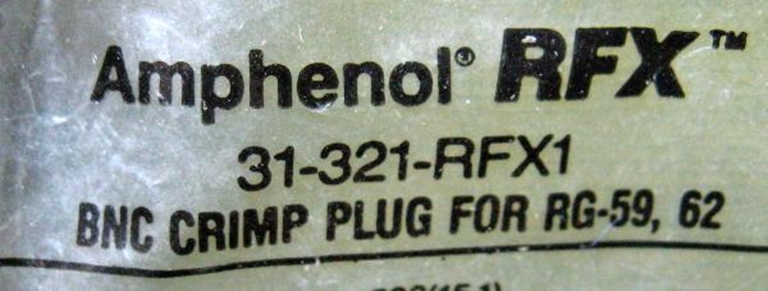 Amphenol® RFX™
31-321-RFX1
BNC CRIMP PLUG FOR RG-59, 62